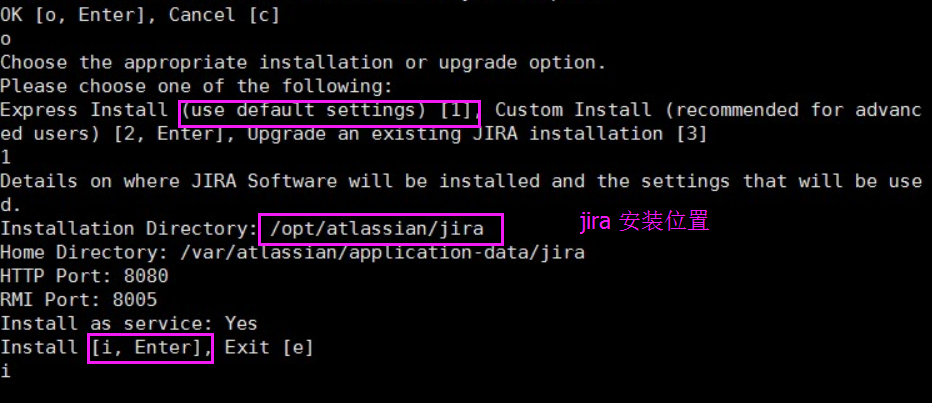 OK [o, Enter], Cancel [c]
o
Choose the appropriate installation or upgrade option.
Please choose one of the following:
Express Install (use default settings) [1], Custom Install (recommended for advanc
ed users) [2, Enter], Upgrade an existing JIRA installation [3]
1
Details on where JIRA Software will be installed and the settings that will be use
d.
Installation Directory: /opt/atlassian/jira
jira 安装位置
Home Directory: /var/atlassian/application-data/jira
HTTP Port: 8080
RMI Port: 8005
Install as service: Yes
Install [i, Enter], Exit [e]
i